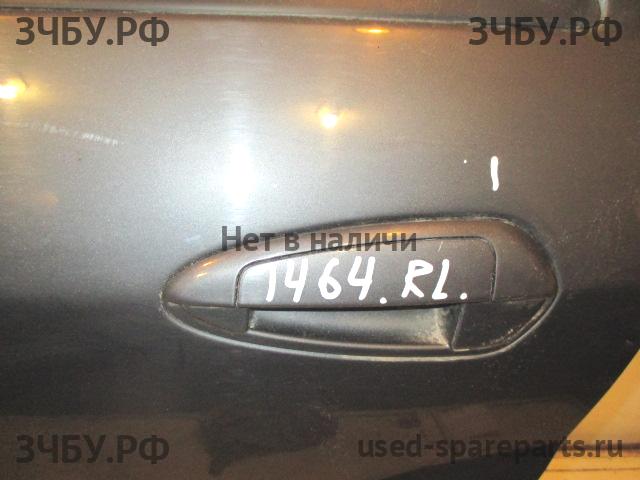 ЗЧБУ.РФ ЗЧБУ.РФ
I
Нет в наличи
1464.RL.
ЗЧБУ.РФ used-spareparts.ru